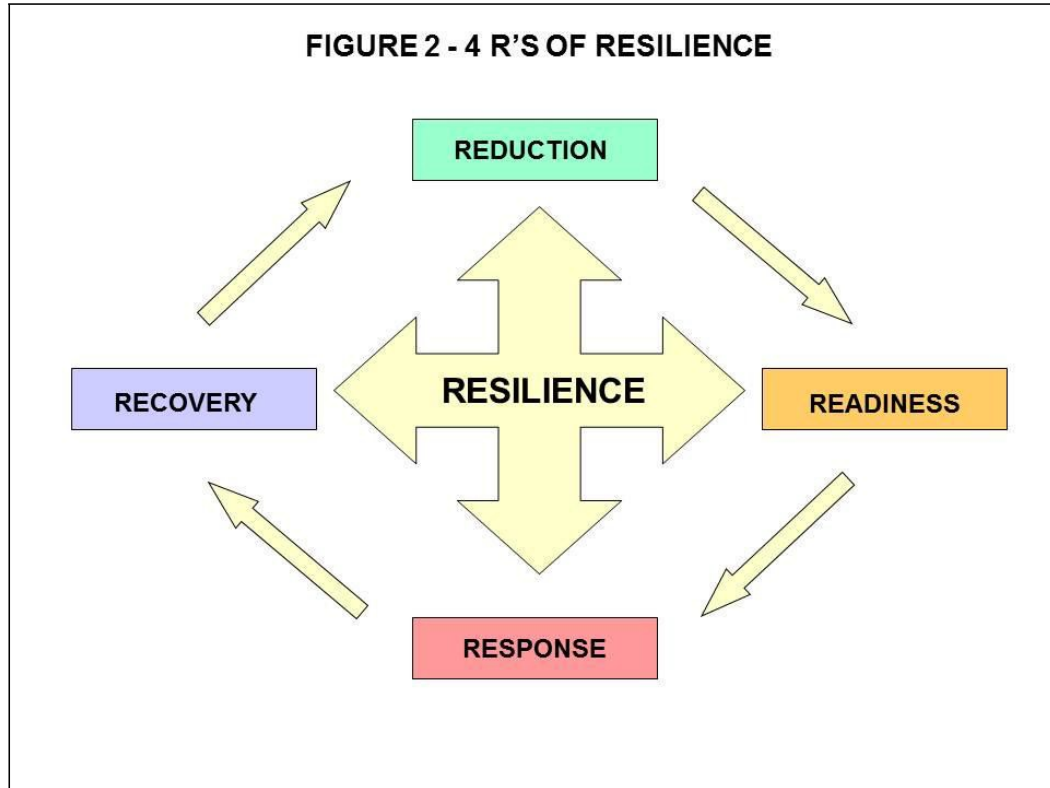 FIGURE 2 - 4 R'S OF RESILIENCE
REDUCTION
RECOVERY
RESILIENCE
READINESS
RESPONSE